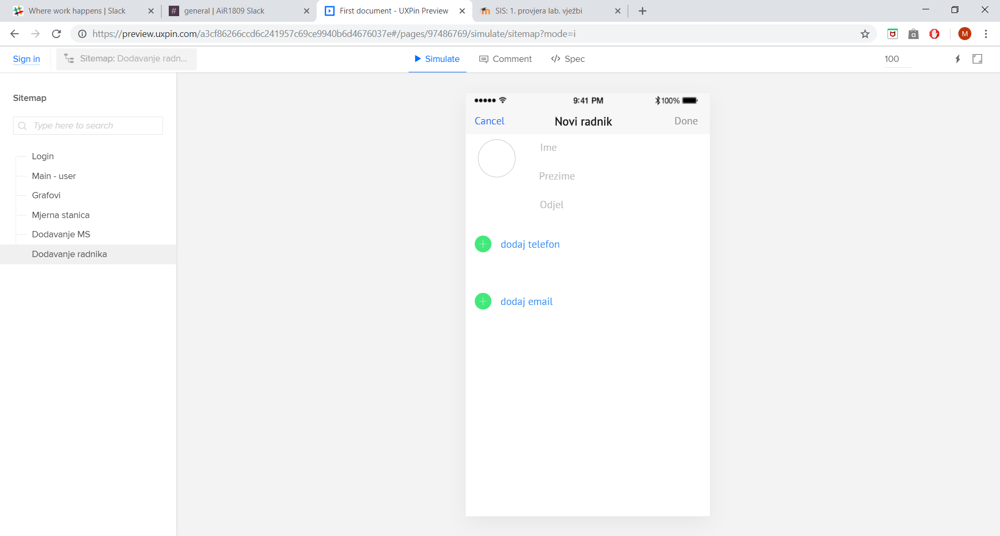 Where work happens | Slack
general | AiR1809 Slack
First document - UXPin Preview
SIS: 1. provjera lab. vježbi
https://preview.uxpin.com/a3cf86266ccd6c241957c69ce9940b6d4676037e#/pages/97486769/simulate/sitemap?mode=i
M
Sign in
Sitemap: Dodavanje radn...
Simulate
Comment
Spec
100
Sitemap
Type here to search
Login
Main - user
Grafovi
Mjerna stanica
Dodavanje MS
Dodavanje radnika
9:41 PM
100%
Cancel
Novi radnik
Done
Ime
Prezime
Odjel
dodaj telefon
dodaj email